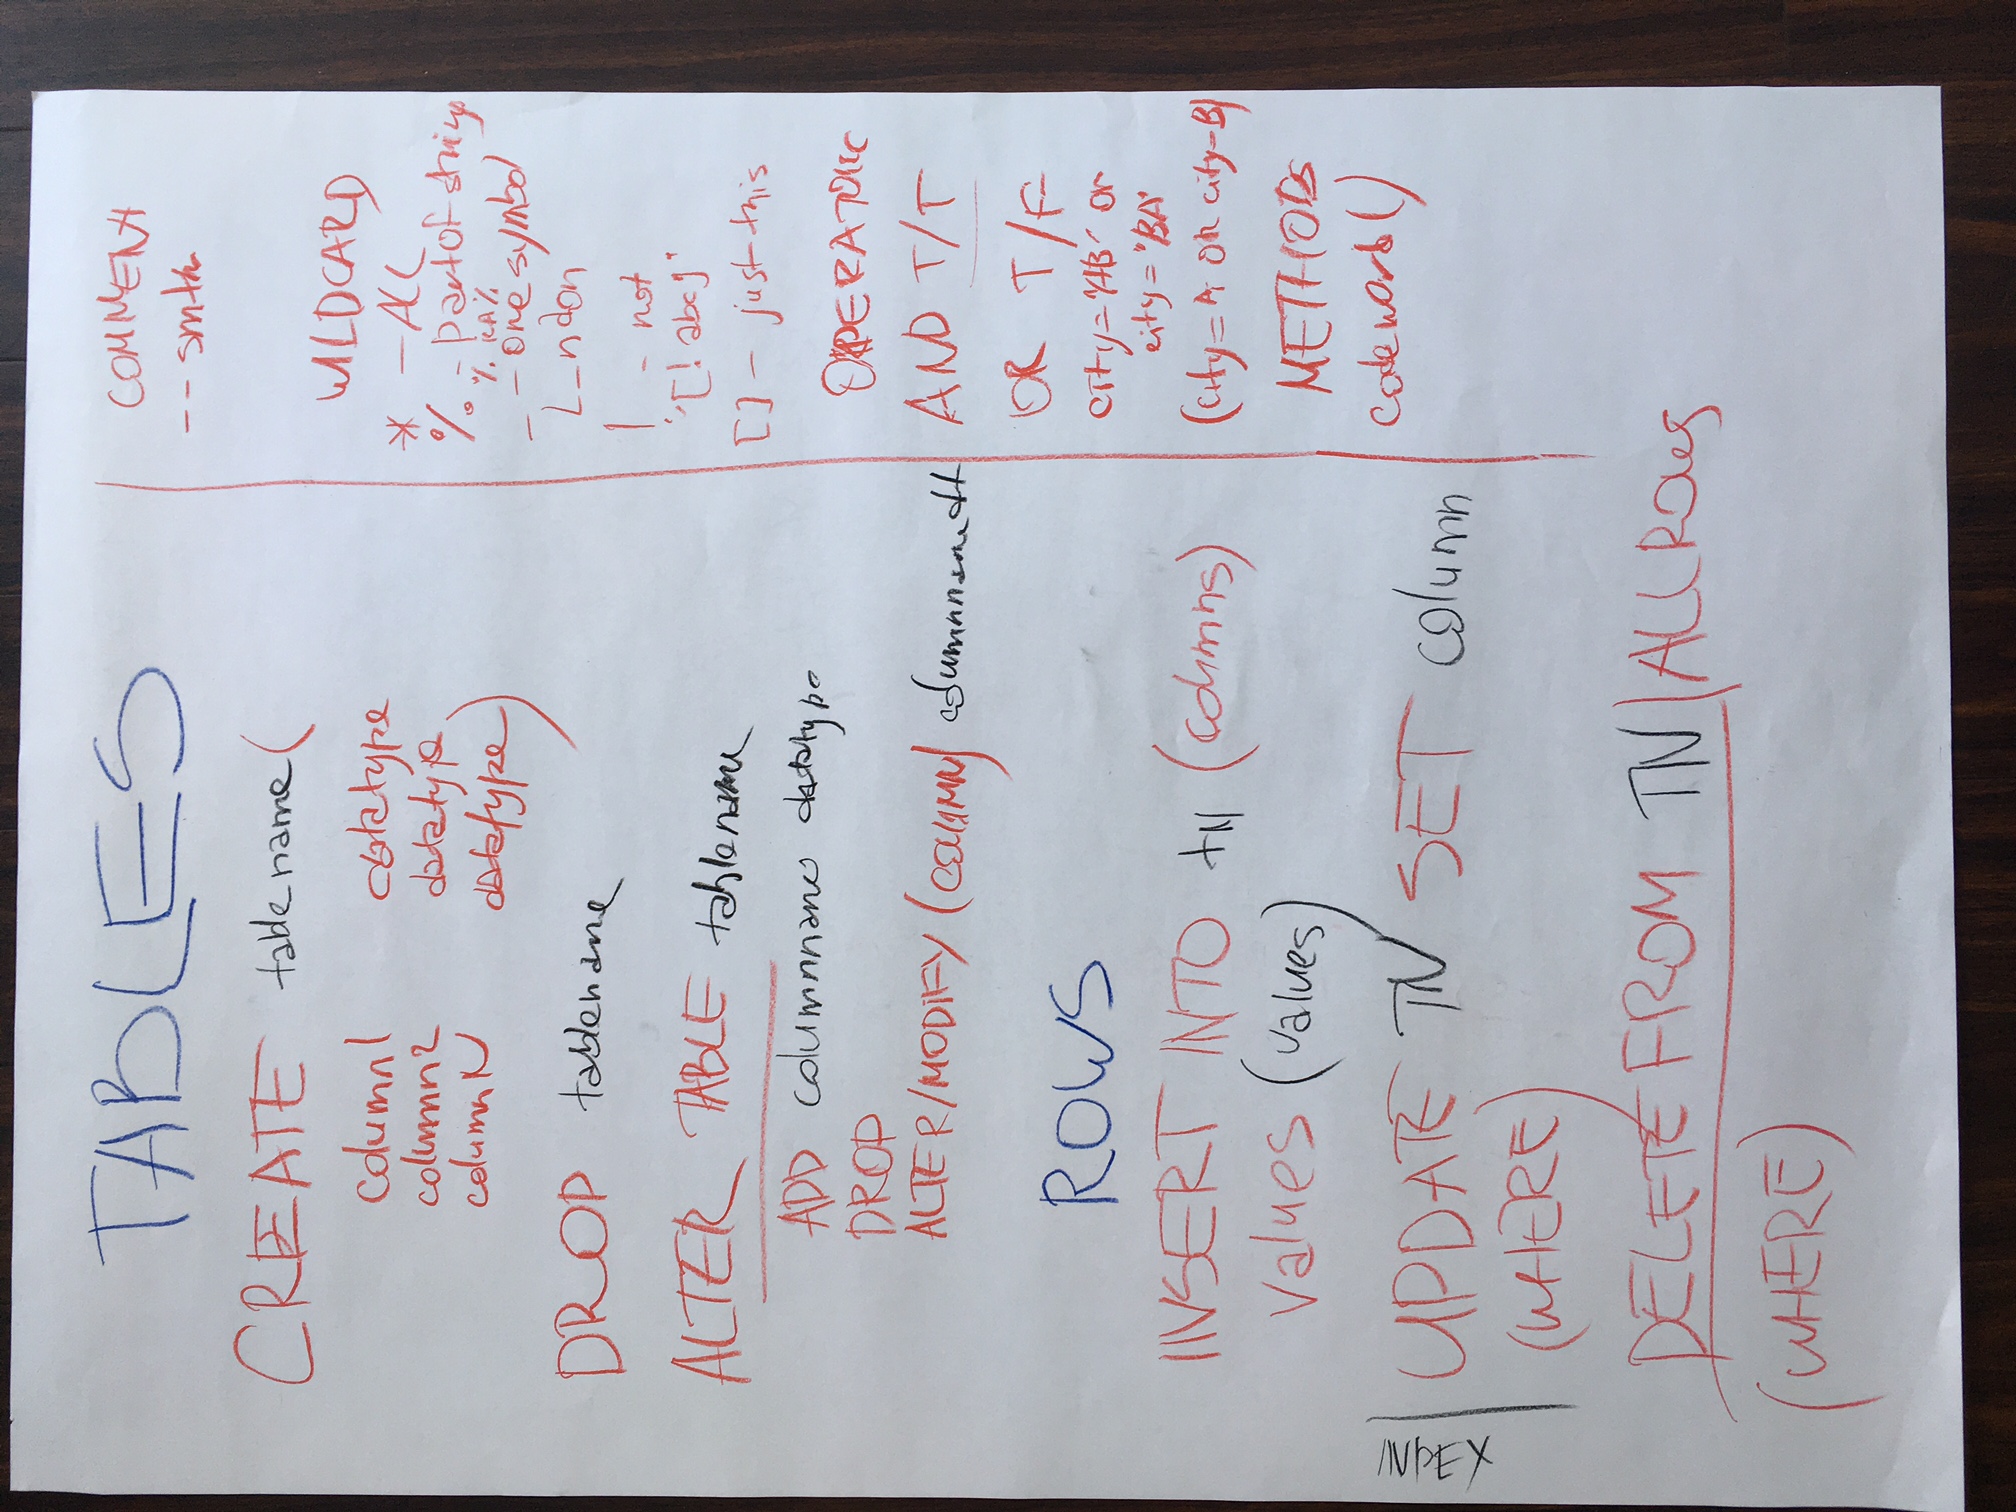 TABLES
CREATE tablename(
column1 datatype
column2 datatype
columnN datatype)
DROP tablename
ALTER TABLE tablename
ADD columnname datatype
DROP
ALTER/MODIFY (COLUMN) columnname dt
ROWS
INSERT INTO tN (columns)
values (values)
INDEX
UPDATE TN SET column
(WHERE)
DELETE FROM TN/ALL Rows
(WHERE)
COMMENT
-- smth
WILDCARD
* - ALL
% - part of strings
% KA%
_ - one symbol
L_ndon
! - not
"[!abc]"
[] - just this
OPERATORS
AND T/T
OR T/F
city= or
city="BA"
(city=A OR city=B)
METHODS
codeword()